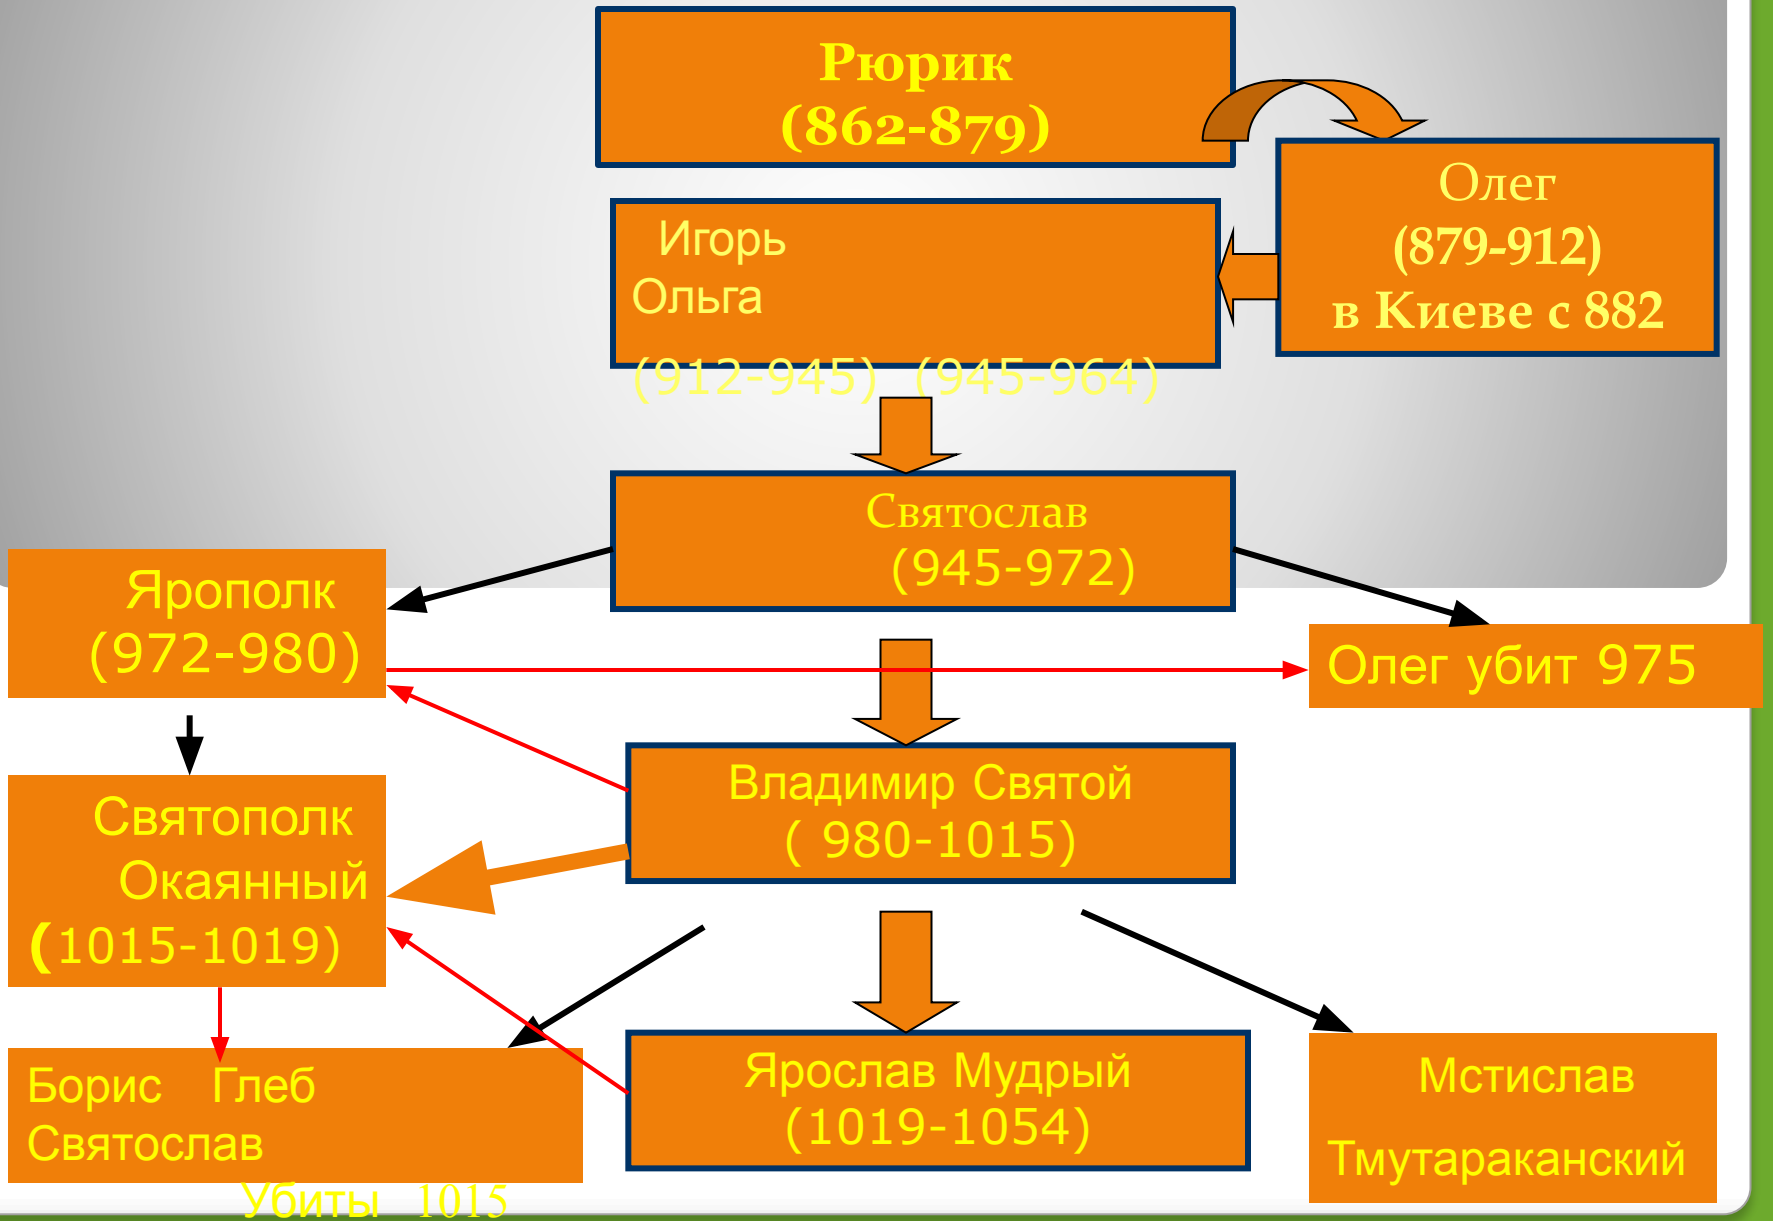 Рюрик
(862-879)
Олег
(879-912)
в Киеве с 882
Игорь
Ольга
(912-945) (945-964)
Святослав
(945-972)
Ярополк
(972-980)
Олег убит 975
Владимир Святой
( 980-1015)
Святополк
Окаянный
(1015-1019)
Борис Глеб
Святослав
Убиты 1015
Ярослав Мудрый
(1019-1054)
Мстислав
Тмутараканский